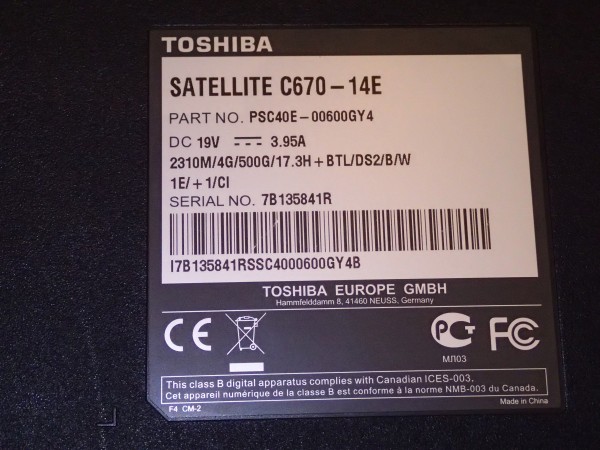 TOSHIBA
SATELLITE C670-14E
PART NO. PSC40E-00600GY4
DC 19V 3.95A
2310M/4G/500G/17.3H+BTL/DS2/B/W
1E/+1/CI
SERIAL NO. 7B135841R
I7B135841RSSC4000600GY4B
TOSHIBA EUROPE GMBH
Hammfelddamm 8, 41460 NEUSS. Germany
CE PCT FC
МЛ03
This class B digital apparatus complies with Canadian ICES-003.
Cet appareil numérique de la classe B est conforme à la norme NMB-003 du Canada.
F4 CM-2 Made in China